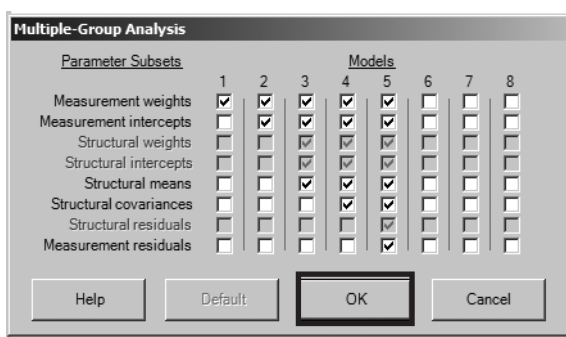 Multiple-Group Analysis
Parameter Subsets Models
1 2 3 4 5 6 7 8
Measurement weights
Measurement intercepts
Structural weights
Structural intercepts
Structural means
Structural covariances
Structural residuals
Measurement residuals
Help Default OK Cancel